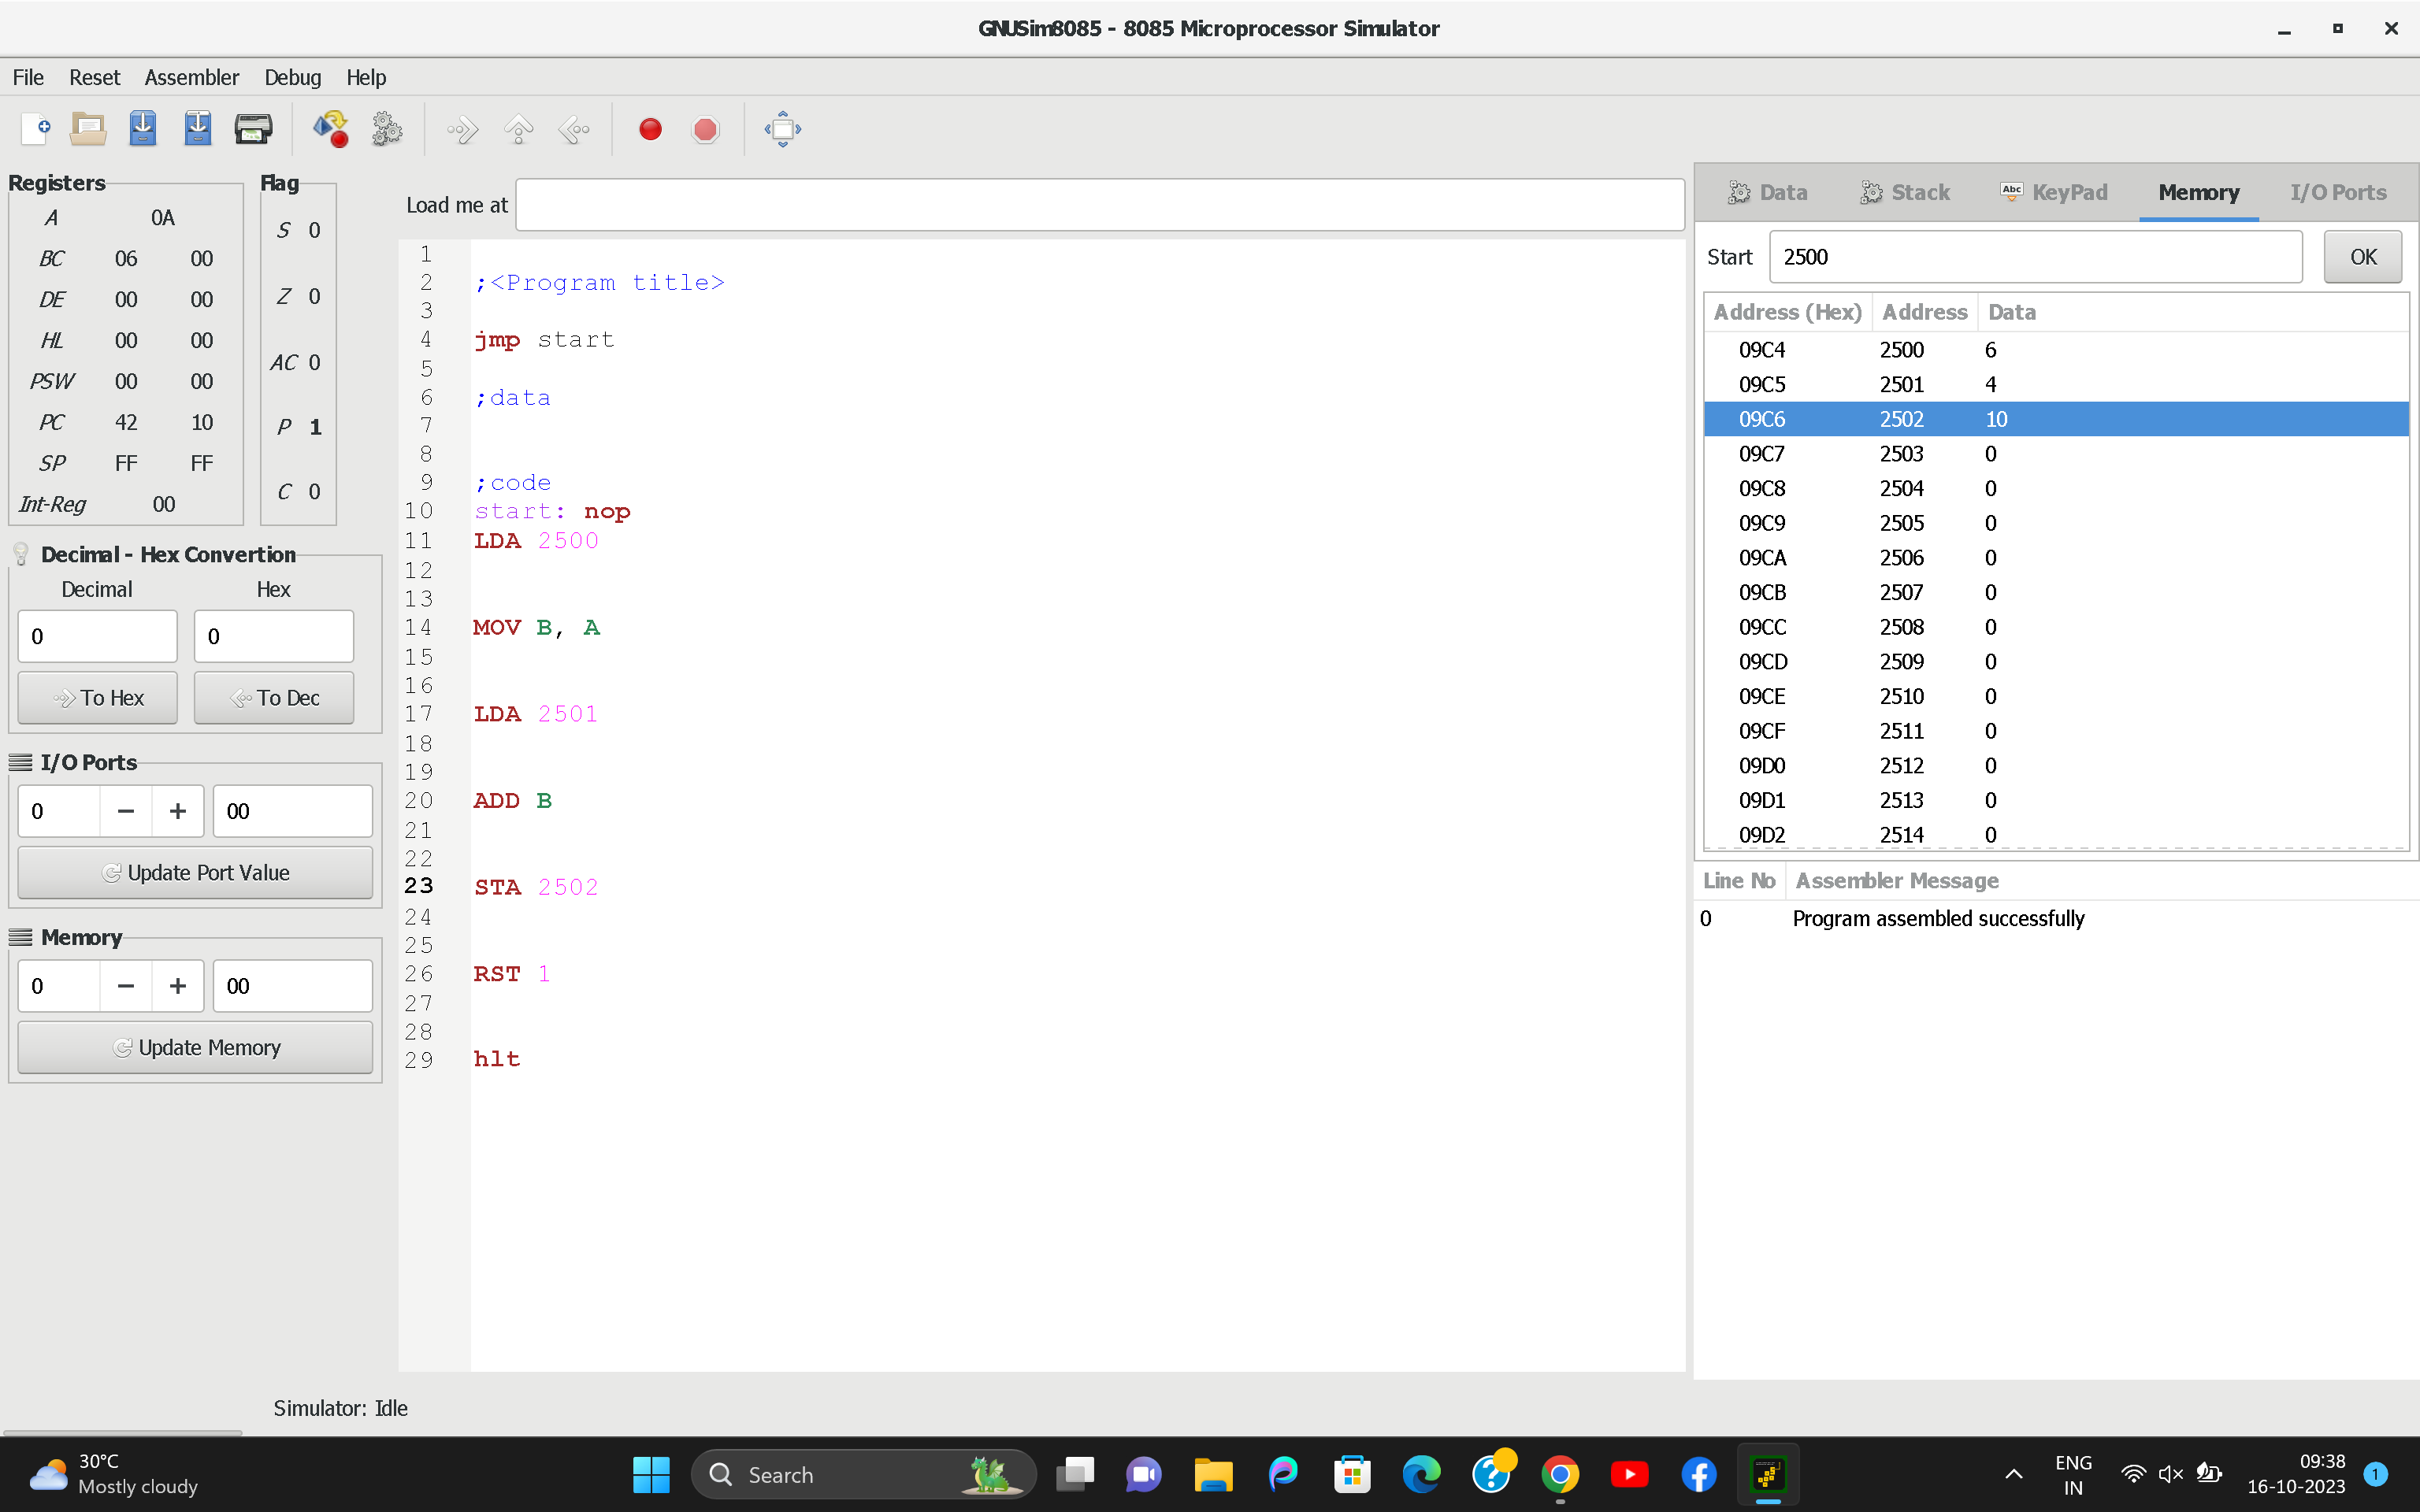 GNUSim8085 - 8085 Microprocessor Simulator
File Reset Assembler Debug Help
Registers
A 0A
BC 06 00
DE 00 00
HL 00 00
PSW 00 00
PC 42 10
SP FF FF
Int-Reg 00
Flag
S 0
Z 0
AC 0
P 1
C 0
Decimal - Hex Convertion
Decimal Hex
0 0
To Hex To Dec
I/O Ports
0 − + 00
Update Port Value
Memory
0 − + 00
Update Memory
Load me at
1
2 ;<Program title>
3
4 jmp start
5
6 ;data
7
8
9 ;code
10 start: nop
11 LDA 2500
12
13
14 MOV B, A
15
16
17 LDA 2501
18
19
20 ADD B
21
22
23 STA 2502
24
25
26 RST 1
27
28
29 hlt
Data Stack Abc KeyPad Memory I/O Ports
Start 2500 OK
Address (Hex) Address Data
09C4 2500 6
09C5 2501 4
09C6 2502 10
09C7 2503 0
09C8 2504 0
09C9 2505 0
09CA 2506 0
09CB 2507 0
09CC 2508 0
09CD 2509 0
09CE 2510 0
09CF 2511 0
09D0 2512 0
09D1 2513 0
09D2 2514 0
Line No Assembler Message
0 Program assembled successfully
Simulator: Idle
30°C
Mostly cloudy
Search
ENG
IN
09:38
16-10-2023
1